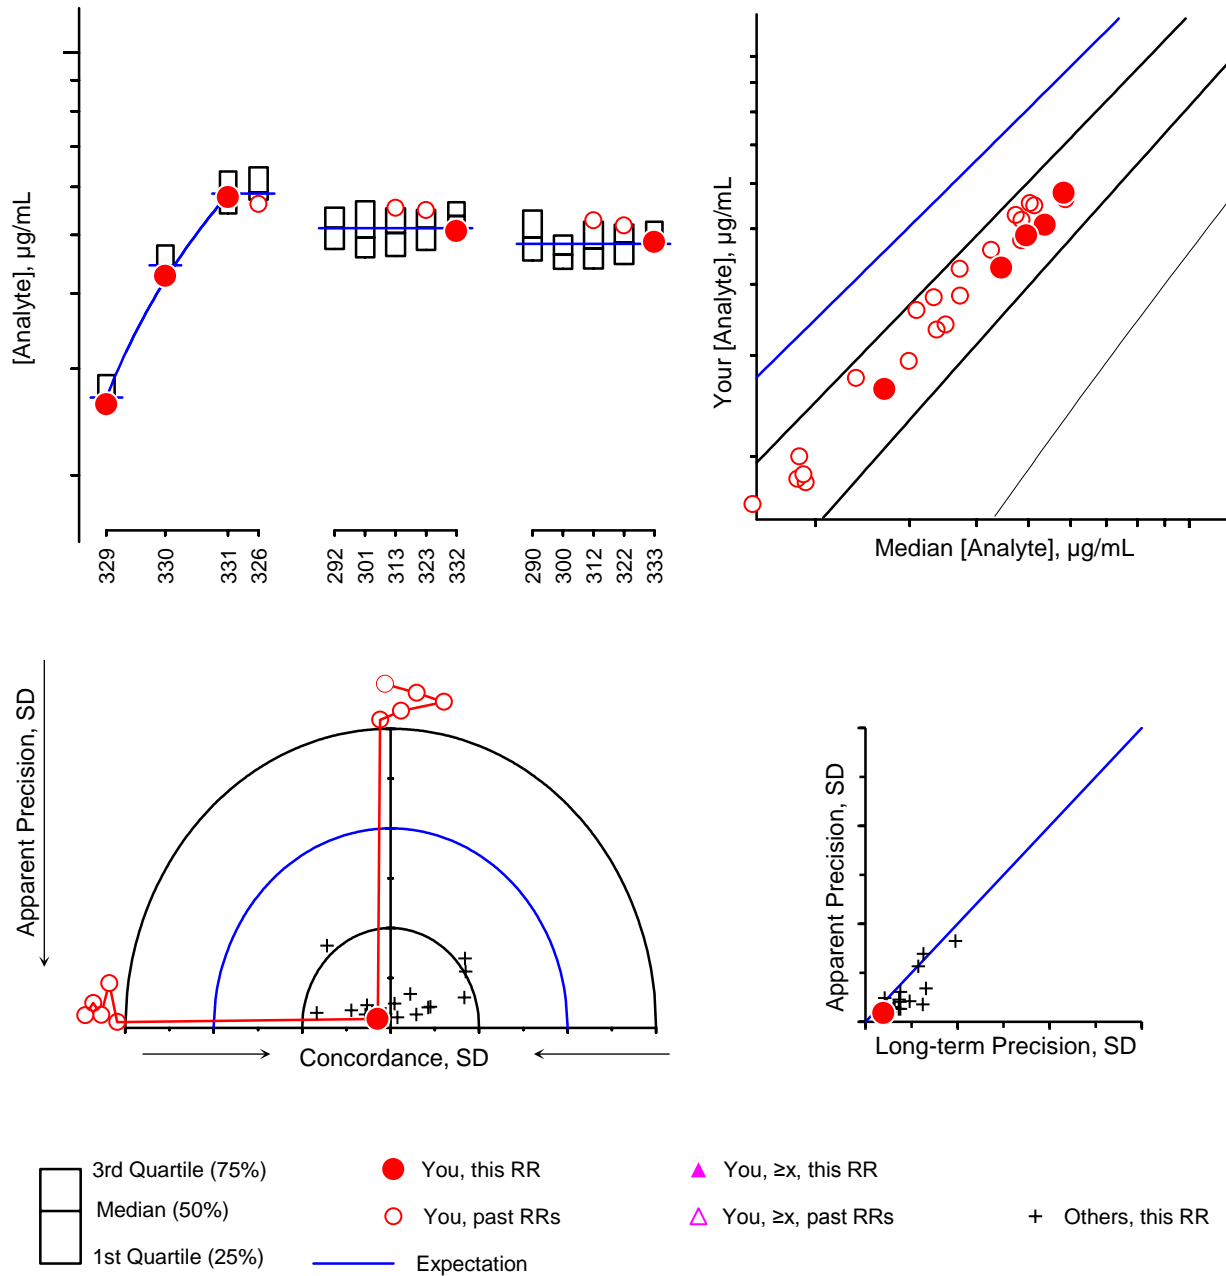 [Analyte], µg/mL
329
330
331
326
292
301
313
323
332
290
300
312
322
333
Your [Analyte], µg/mL
Median [Analyte], µg/mL
Apparent Precision, SD
Concordance, SD
Apparent Precision, SD
Long-term Precision, SD
3rd Quartile (75%)
Median (50%)
1st Quartile (25%)
You, this RR
You, past RRs
Expectation
You, ≥x, this RR
You, ≥x, past RRs
Others, this RR